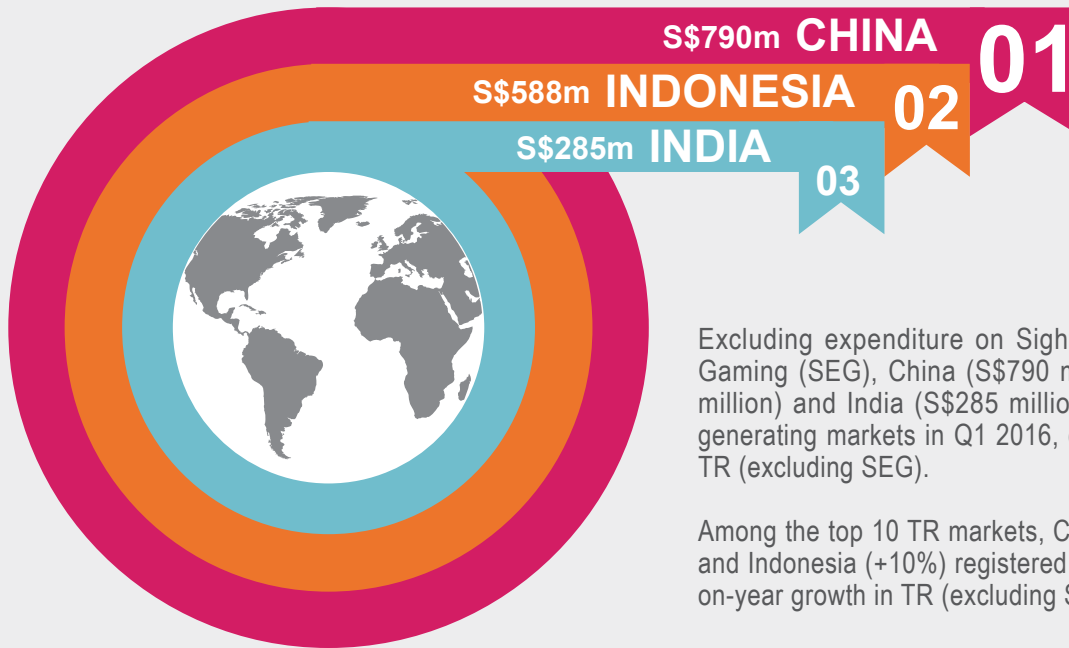 S$790m CHINA 01
S$588m INDONESIA 02
S$285m INDIA 03
Excluding expenditure on Sigh
Gaming (SEG), China (S$790 m
million) and India (S$285 millio
generating markets in Q1 2016,
TR (excluding SEG).
Among the top 10 TR markets, C
and Indonesia (+10%) registered
on-year growth in TR (excluding S